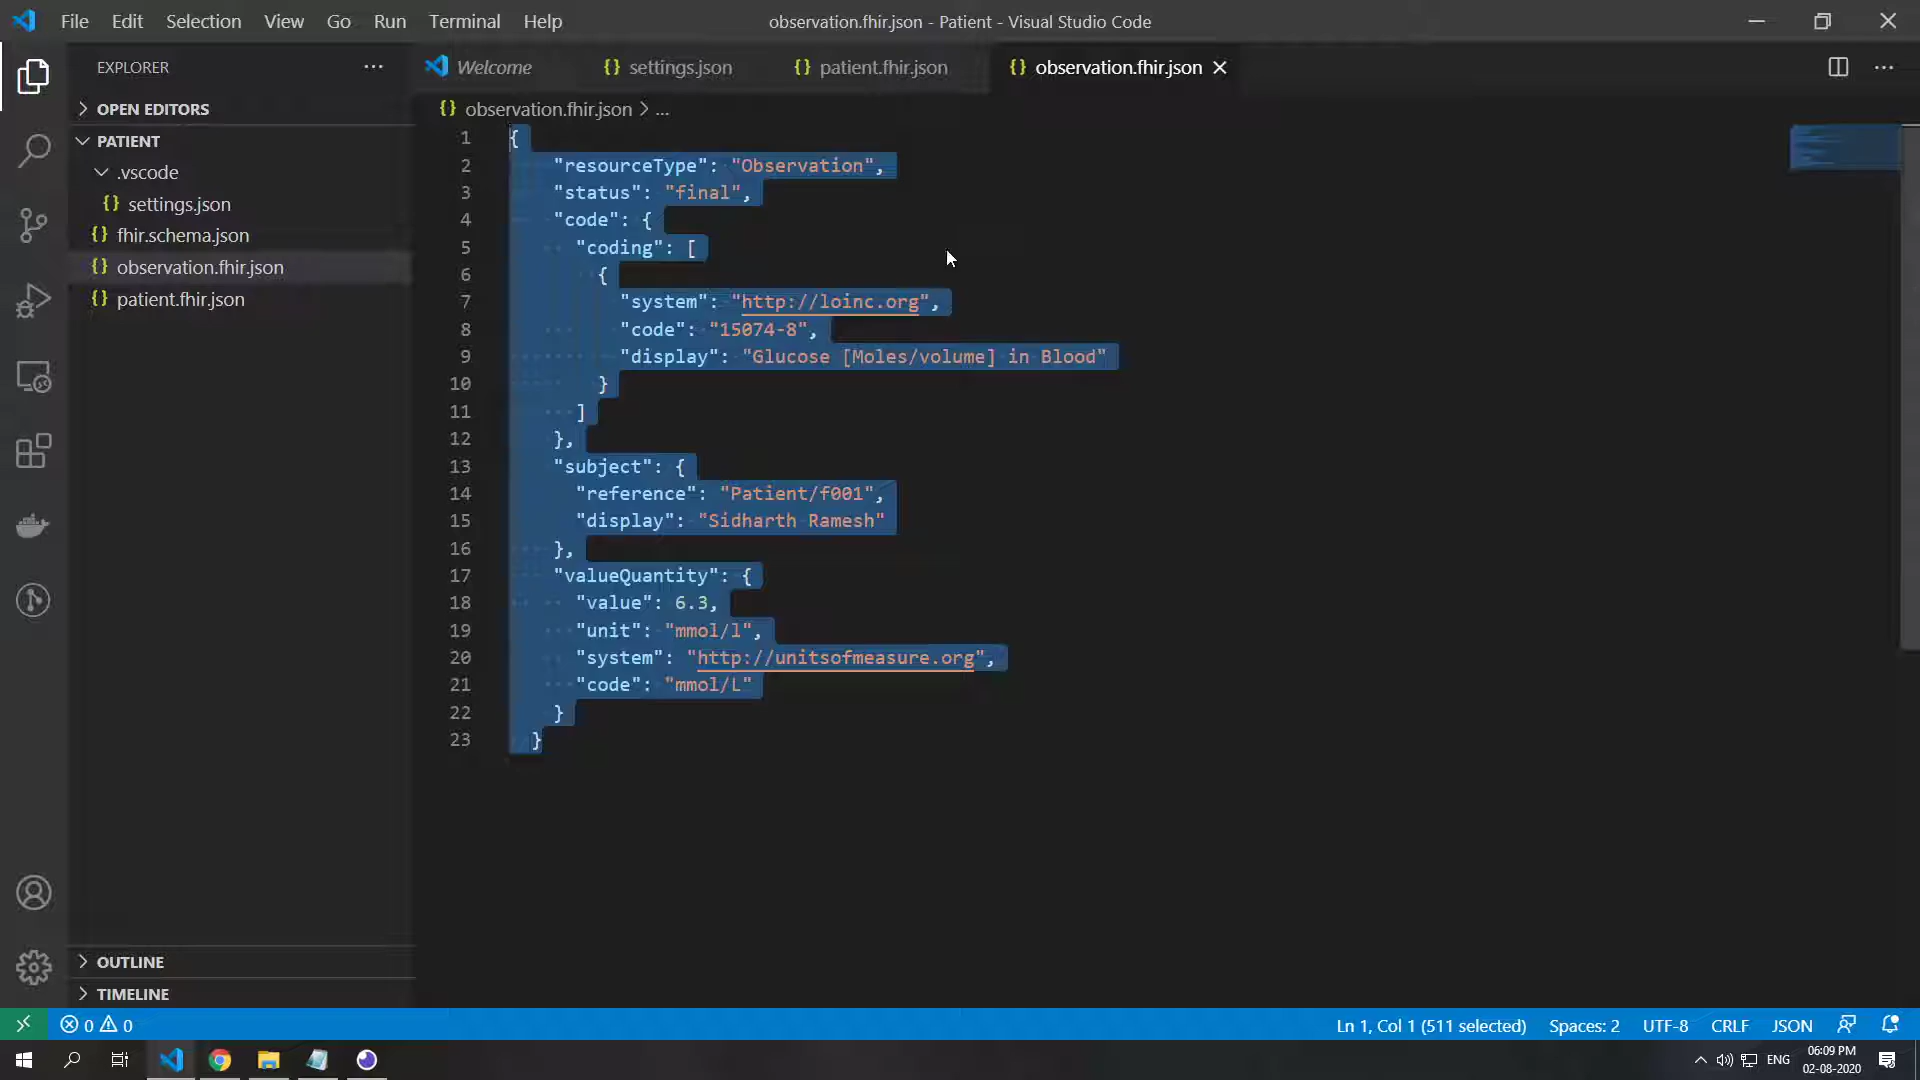 File Edit Selection View Go Run Terminal Help
observation.fhir.json - Patient - Visual Studio Code
EXPLORER
OPEN EDITORS
PATIENT
.vscode
settings.json
fhir.schema.json
observation.fhir.json
patient.fhir.json
OUTLINE
TIMELINE
Welcome
settings.json
patient.fhir.json
observation.fhir.json
observation.fhir.json > ...
1 {
2 "resourceType": "Observation",
3 "status": "final",
4 "code": {
5 "coding": [
6 {
7 "system": "http://loinc.org",
8 "code": "15074-8",
9 "display": "Glucose [Moles/volume] in Blood"
10 }
11 ]
12 },
13 "subject": {
14 "reference": "Patient/f001",
15 "display": "Sidharth Ramesh"
16 },
17 "valueQuantity": {
18 "value": 6.3,
19 "unit": "mmol/l",
20 "system": "http://unitsofmeasure.org",
21 "code": "mmol/L"
22 }
23 }
0 0
Ln 1, Col 1 (511 selected) Spaces: 2 UTF-8 CRLF JSON
ENG
06:09 PM
02-08-2020